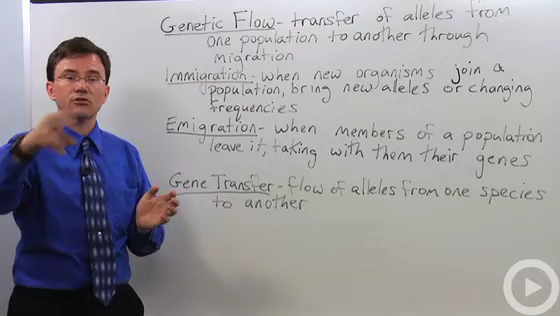 Genetic Flow - transfer of alleles from
one population to another through
migration
Immigration - when new organisms join a
population, bring new alleles or changing
frequencies
Emigration - when members of a population
leave it, taking with them their genes
Gene Transfer - flow of alleles from one species
to another